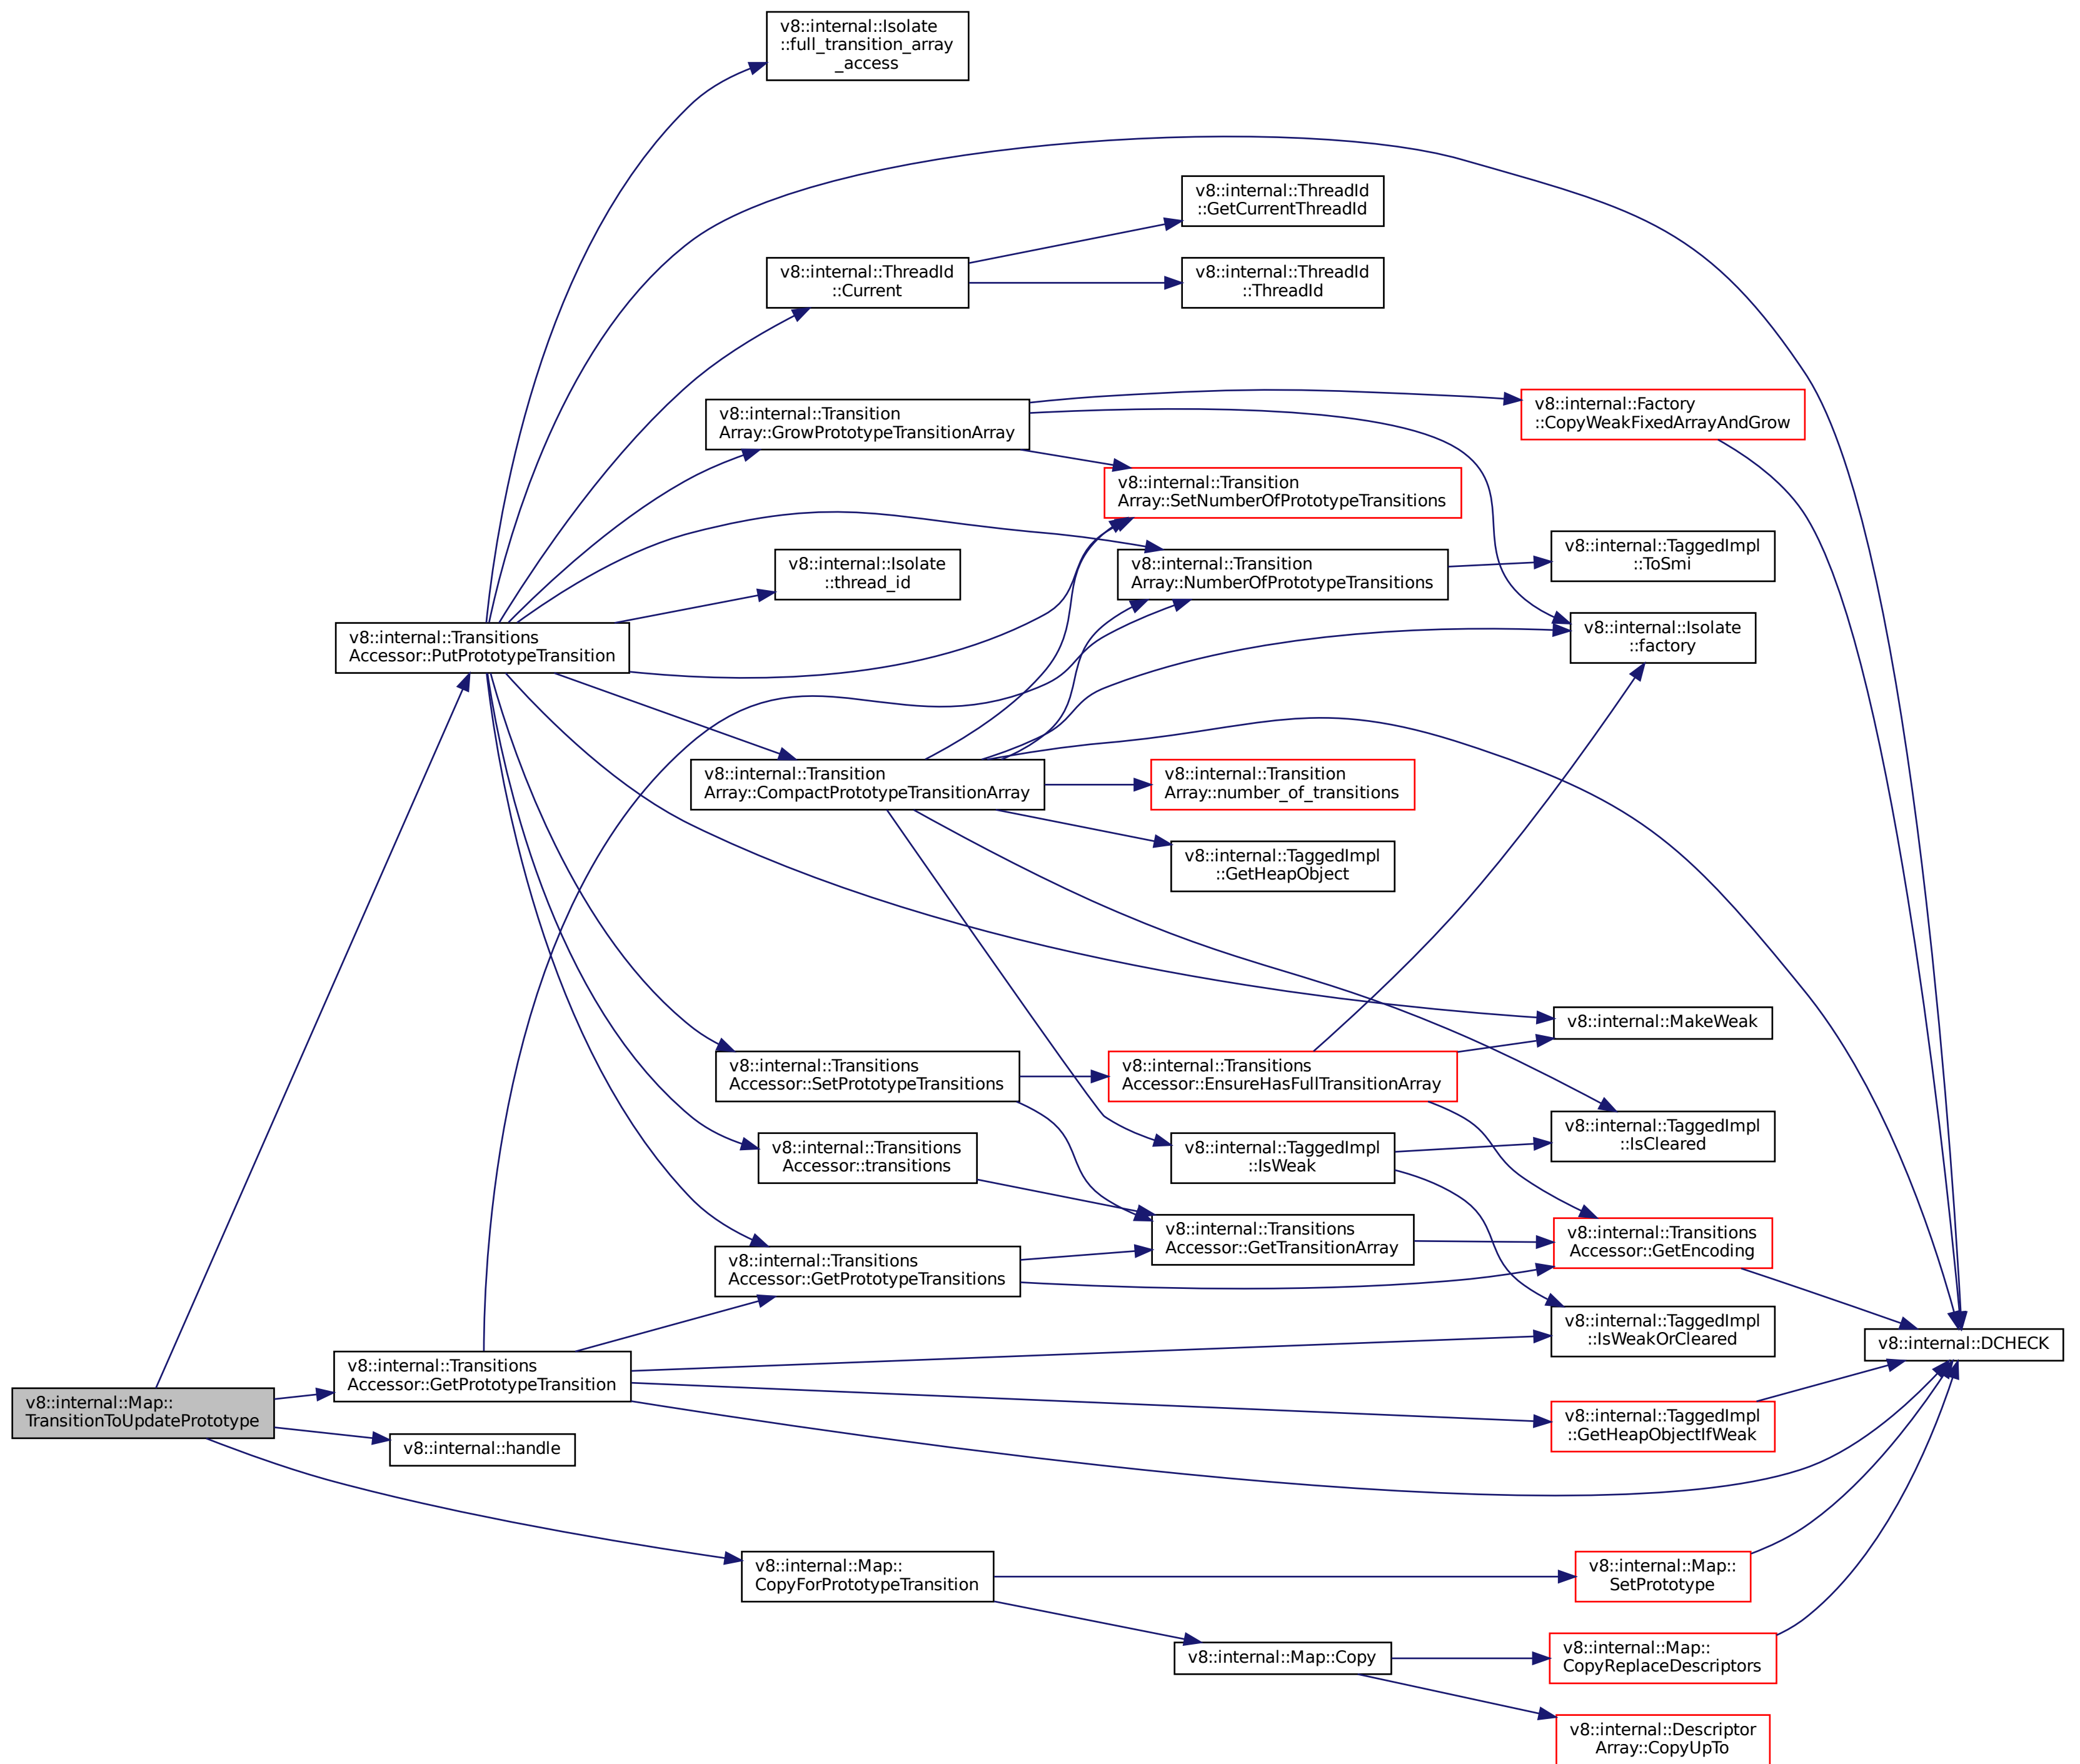 v8::internal::Isolate
::full_transition_array
_access
v8::internal::ThreadId
::GetCurrentThreadId
v8::internal::ThreadId
::Current
v8::internal::ThreadId
::ThreadId
v8::internal::Transition
Array::GrowPrototypeTransitionArray
v8::internal::Factory
::CopyWeakFixedArrayAndGrow
v8::internal::Transition
Array::SetNumberOfPrototypeTransitions
v8::internal::Isolate
::thread_id
v8::internal::Transition
Array::NumberOfPrototypeTransitions
v8::internal::TaggedImpl
::ToSmi
v8::internal::Transitions
Accessor::PutPrototypeTransition
v8::internal::Isolate
::factory
v8::internal::Transition
Array::CompactPrototypeTransitionArray
v8::internal::Transition
Array::number_of_transitions
v8::internal::TaggedImpl
::GetHeapObject
v8::internal::MakeWeak
v8::internal::Transitions
Accessor::SetPrototypeTransitions
v8::internal::Transitions
Accessor::EnsureHasFullTransitionArray
v8::internal::TaggedImpl
::IsCleared
v8::internal::Transitions
Accessor::transitions
v8::internal::TaggedImpl
::IsWeak
v8::internal::Transitions
Accessor::GetTransitionArray
v8::internal::Transitions
Accessor::GetEncoding
v8::internal::Transitions
Accessor::GetPrototypeTransitions
v8::internal::TaggedImpl
::IsWeakOrCleared
v8::internal::DCHECK
v8::internal::Transitions
Accessor::GetPrototypeTransition
v8::internal::Map::
TransitionToUpdatePrototype
v8::internal::TaggedImpl
::GetHeapObjectIfWeak
v8::internal::handle
v8::internal::Map::
CopyForPrototypeTransition
v8::internal::Map::
SetPrototype
v8::internal::Map::Copy
v8::internal::Map::
CopyReplaceDescriptors
v8::internal::Descriptor
Array::CopyUpTo